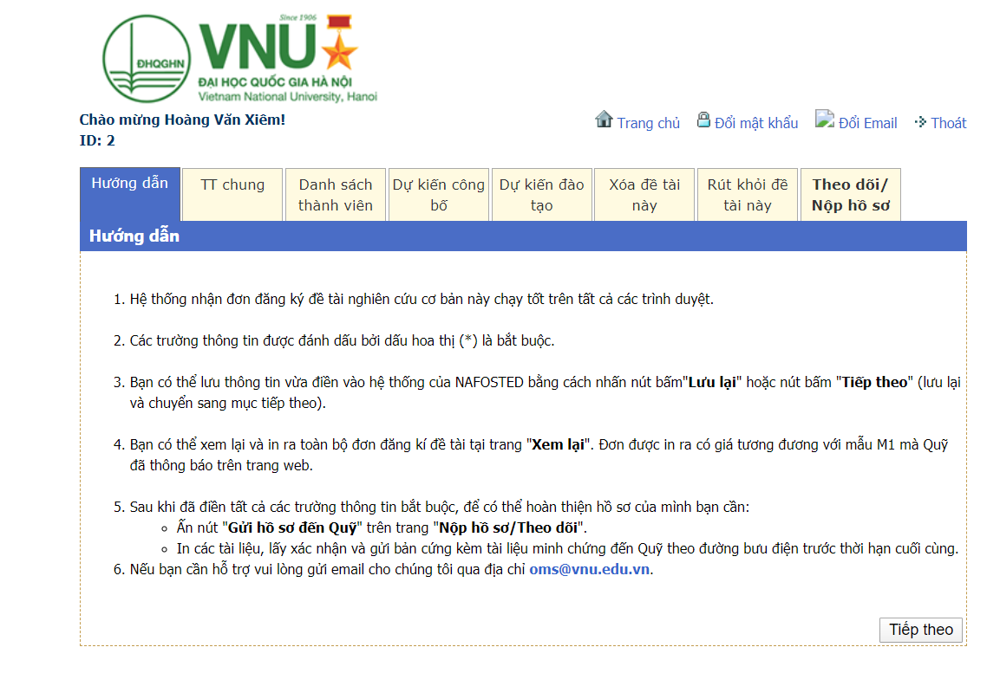 Since 1906
ĐHQGHN
VNU
ĐẠI HỌC QUỐC GIA HÀ NỘI
Vietnam National University, Hanoi
Chào mừng Hoàng Văn Xiêm!
ID: 2
Trang chủ Đổi mật khẩu Đổi Email Thoát
Hướng dẫn TT chung Danh sách Dự kiến công Dự kiến đào Xóa đề tài Rút khỏi đề Theo dõi/
thành viên bố tạo này tài này Nộp hồ sơ
Hướng dẫn
1. Hệ thống nhận đơn đăng ký đề tài nghiên cứu cơ bản này chạy tốt trên tất cả các trình duyệt.
2. Các trường thông tin được đánh dấu bởi dấu hoa thị (*) là bắt buộc.
3. Bạn có thể lưu thông tin vừa điền vào hệ thống của NAFOSTED bằng cách nhấn nút bấm"Lưu lại" hoặc nút bấm "Tiếp theo" (lưu lại
và chuyển sang mục tiếp theo).
4. Bạn có thể xem lại và in ra toàn bộ đơn đăng kí đề tài tại trang "Xem lại". Đơn được in ra có giá tương đương với mẫu M1 mà Quỹ
đã thông báo trên trang web.
5. Sau khi đã điền tất cả các trường thông tin bắt buộc, để có thể hoàn thiện hồ sơ của mình bạn cần:
Ấn nút "Gửi hồ sơ đến Quỹ" trên trang "Nộp hồ sơ/Theo dõi".
In các tài liệu, lấy xác nhận và gửi bản cứng kèm tài liệu minh chứng đến Quỹ theo đường bưu điện trước thời hạn cuối cùng.
6. Nếu bạn cần hỗ trợ vui lòng gửi email cho chúng tôi qua địa chỉ oms@vnu.edu.vn.
Tiếp theo